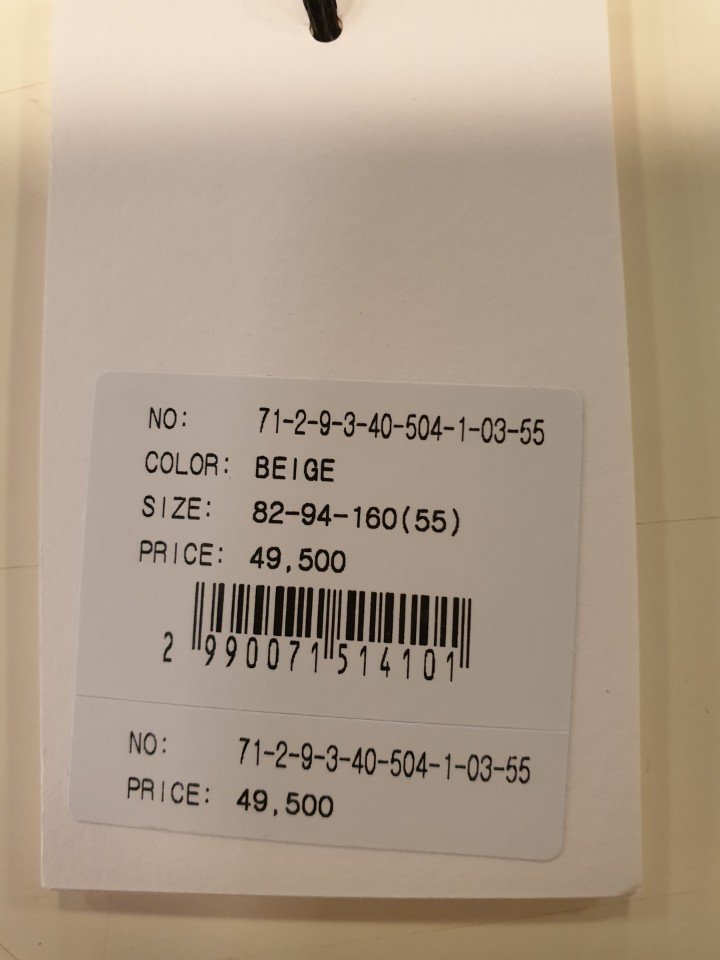 NO: 71-2-9-3-40-504-1-03-55
COLOR: BEIGE
SIZE: 82-94-160(55)
PRICE: 49,500
2 990071 514101
NO: 71-2-9-3-40-504-1-03-55
PRICE: 49,500